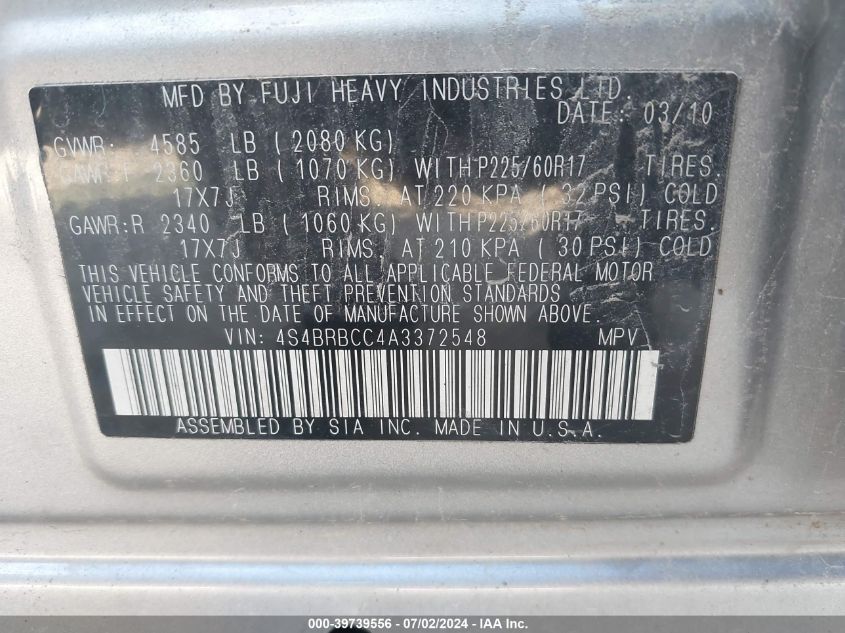 MFD BY FUJI HEAVY INDUSTRIES LTD.
DATE: 03/10
GVWR: 4585 LB ( 2080 KG)
GAWR:F 2360 LB ( 1070 KG) WITH P225/60R17 TIRES.
17X7J RIMS. AT 220 KPA ( 32 PSI) COLD
GAWR:R 2340 LB ( 1060 KG) WITH P225/60R17 TIRES.
17X7J RIMS. AT 210 KPA ( 30 PSI) COLD
THIS VEHICLE CONFORMS TO ALL APPLICABLE FEDERAL MOTOR
VEHICLE SAFETY AND THEFT PREVENTION STANDARDS
IN EFFECT ON THE DATE OF MANUFACTURE SHOWN ABOVE.
VIN: 4S4BRBCC4A3372548 MPV
ASSEMBLED BY SIA INC. MADE IN U.S.A.
000-39739556 - 07/02/2024 - IMAGE PROVIDED BY IAA